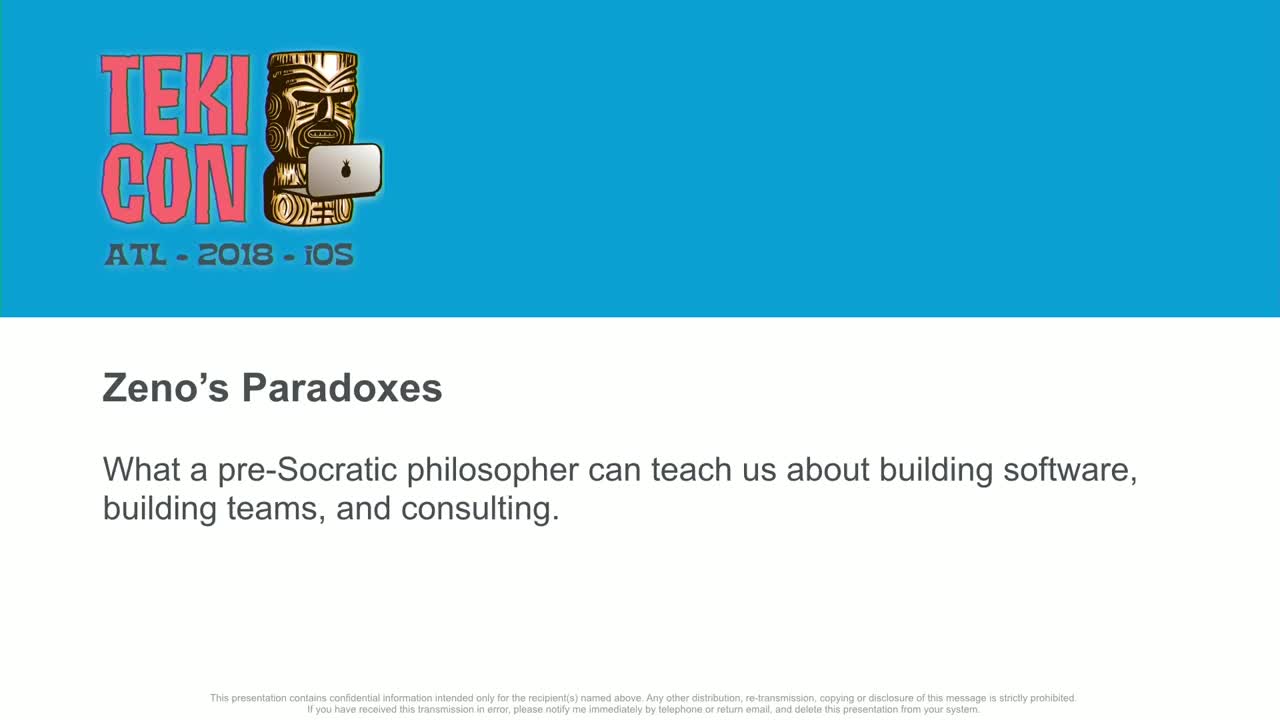 TEKI
CON
ATL - 2018 - iOS
Zeno’s Paradoxes
What a pre-Socratic philosopher can teach us about building software,
building teams, and consulting.
This presentation contains confidential information intended only for the recipient(s) named above. Any other distribution, re-transmission, copying or disclosure of this message is strictly prohibited.
If you have received this transmission in error, please notify me immediately by telephone or return email, and delete this presentation from your system.